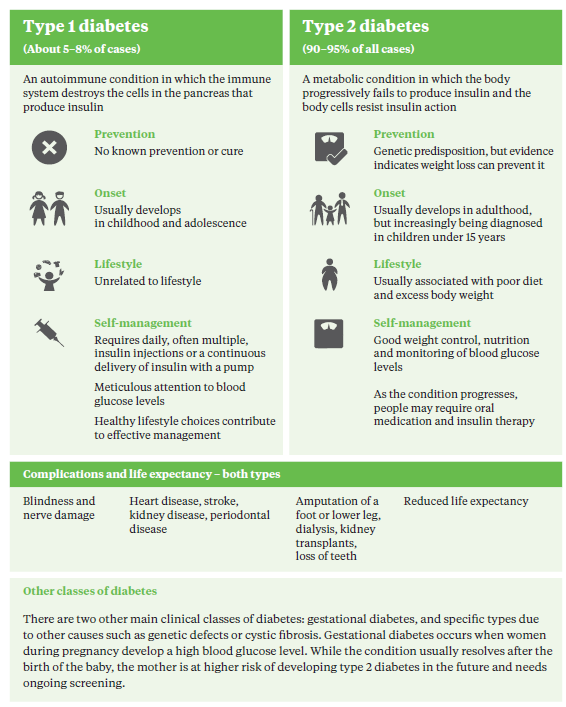 Type 1 diabetes
(About 5–8% of cases)
An autoimmune condition in which the immune
system destroys the cells in the pancreas that
produce insulin
Prevention
No known prevention or cure
Onset
Usually develops
in childhood and adolescence
Lifestyle
Unrelated to lifestyle
Self-management
Requires daily, often multiple,
insulin injections or a continuous
delivery of insulin with a pump
Meticulous attention to blood
glucose levels
Healthy lifestyle choices contribute
to effective management
Type 2 diabetes
(90–95% of all cases)
A metabolic condition in which the body
progressively fails to produce insulin and the
body cells resist insulin action
Prevention
Genetic predisposition, but evidence
indicates weight loss can prevent it
Onset
Usually develops in adulthood,
but increasingly being diagnosed
in children under 15 years
Lifestyle
Usually associated with poor diet
and excess body weight
Self-management
Good weight control, nutrition
and monitoring of blood glucose
levels
As the condition progresses,
people may require oral
medication and insulin therapy
Complications and life expectancy – both types
Blindness and
nerve damage
Heart disease, stroke,
kidney disease, periodontal
disease
Amputation of a
foot or lower leg,
dialysis, kidney
transplants,
loss of teeth
Reduced life expectancy
Other classes of diabetes
There are two other main clinical classes of diabetes: gestational diabetes, and specific types due
to other causes such as genetic defects or cystic fibrosis. Gestational diabetes occurs when women
during pregnancy develop a high blood glucose level. While the condition usually resolves after the
birth of the baby, the mother is at higher risk of developing type 2 diabetes in the future and needs
ongoing screening.